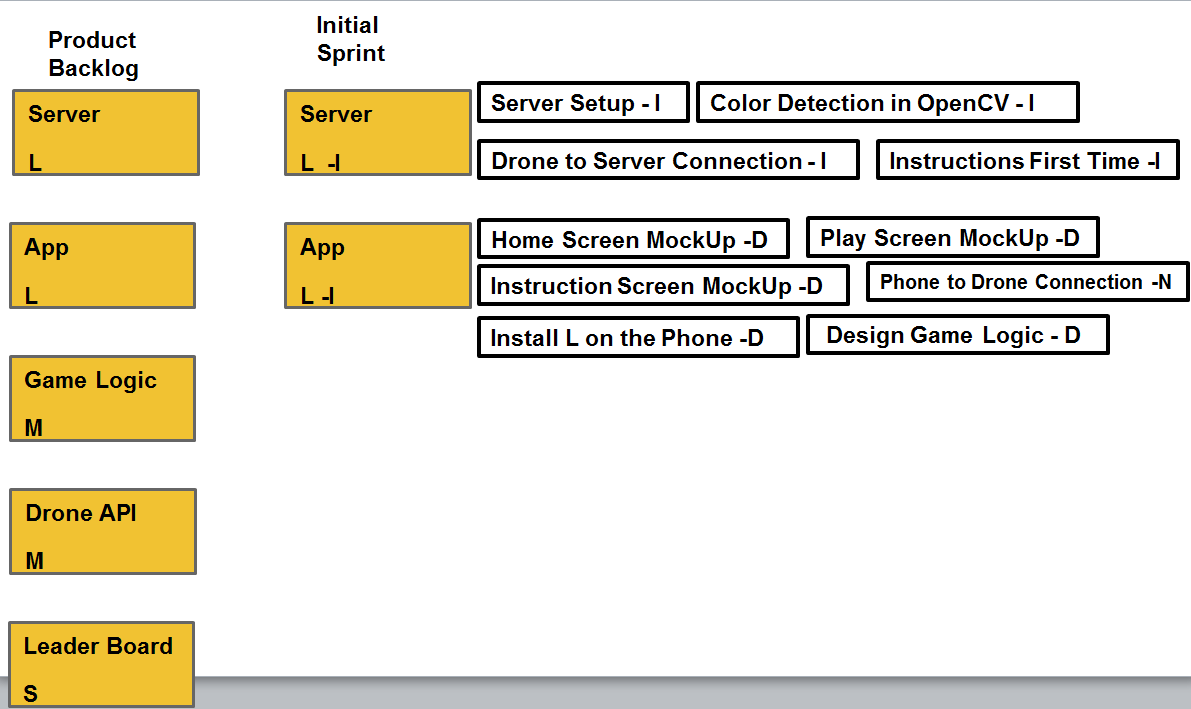 Product
Backlog
Initial
Sprint
Server
L
Server
L -I
Server Setup - I
Color Detection in OpenCV - I
Drone to Server Connection - I
Instructions First Time -I
App
L
App
L -I
Home Screen MockUp -D
Play Screen MockUp -D
Instruction Screen MockUp -D
Phone to Drone Connection -N
Install L on the Phone -D
Design Game Logic - D
Game Logic
M
Drone API
M
Leader Board
S